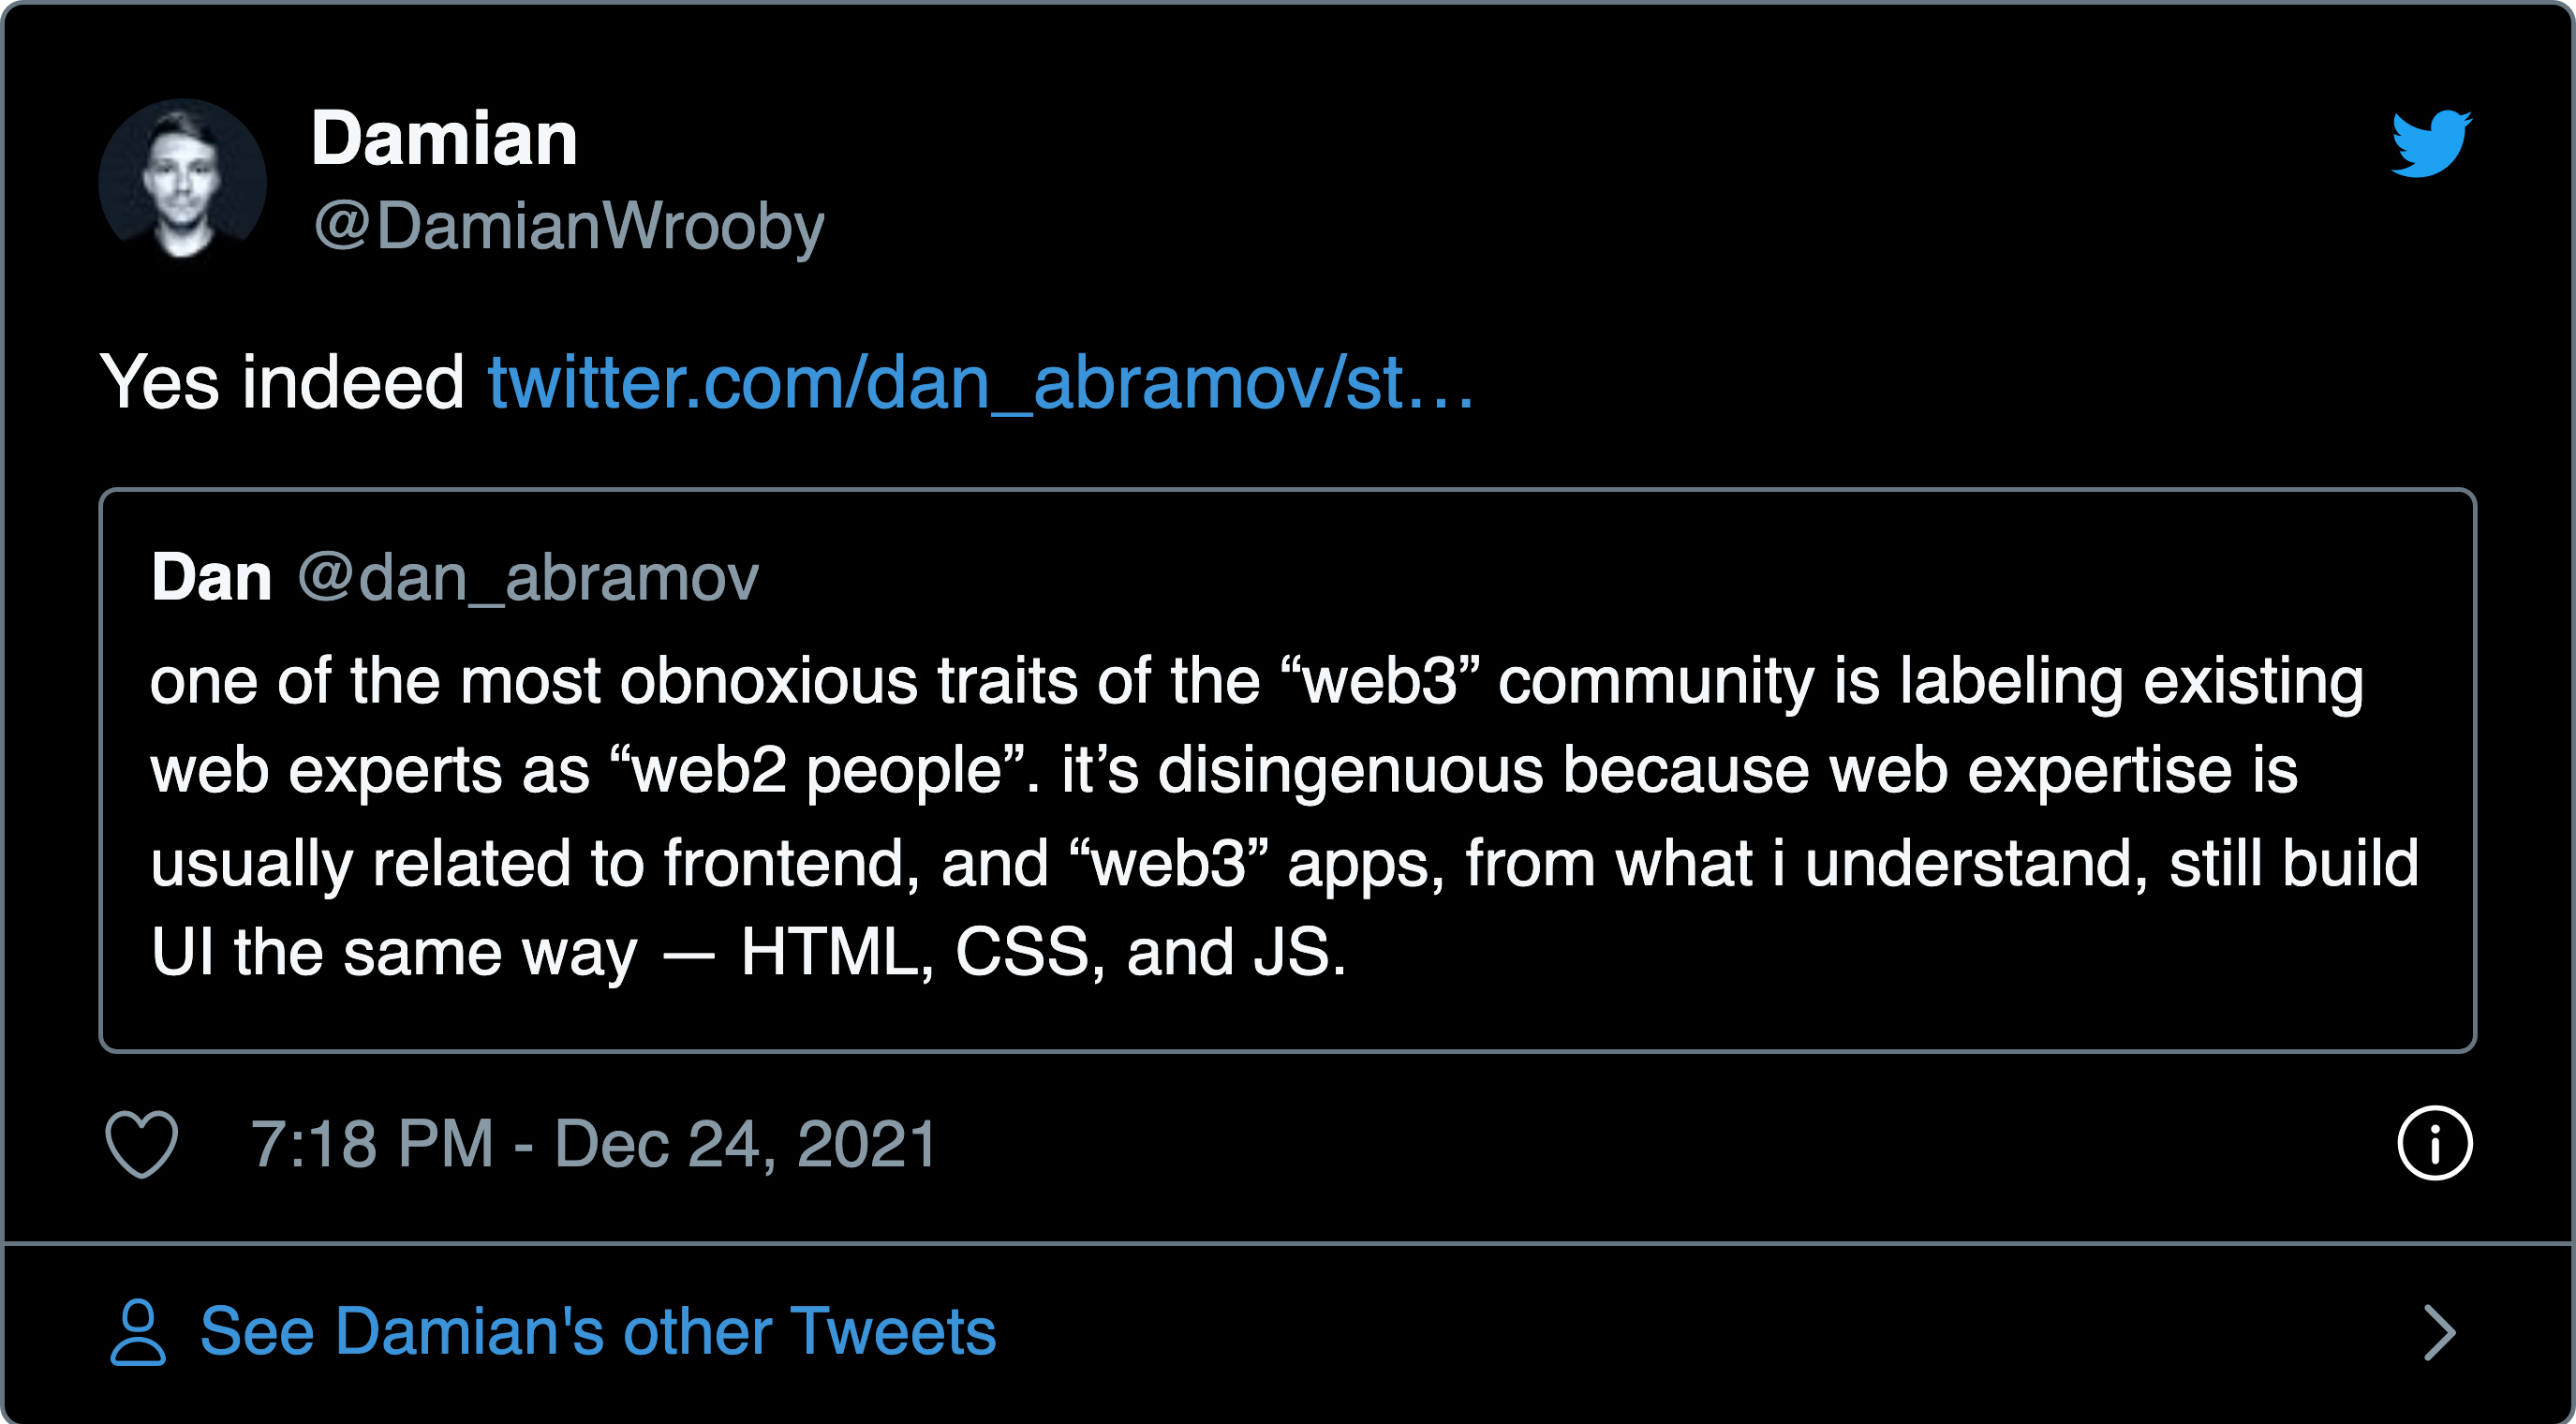 Damian
@DamianWrooby
Yes indeed twitter.com/dan_abramov/st…
Dan @dan_abramov
one of the most obnoxious traits of the “web3” community is labeling existing
web experts as “web2 people”. it’s disingenuous because web expertise is
usually related to frontend, and “web3” apps, from what i understand, still build
UI the same way — HTML, CSS, and JS.
7:18 PM - Dec 24, 2021
See Damian's other Tweets